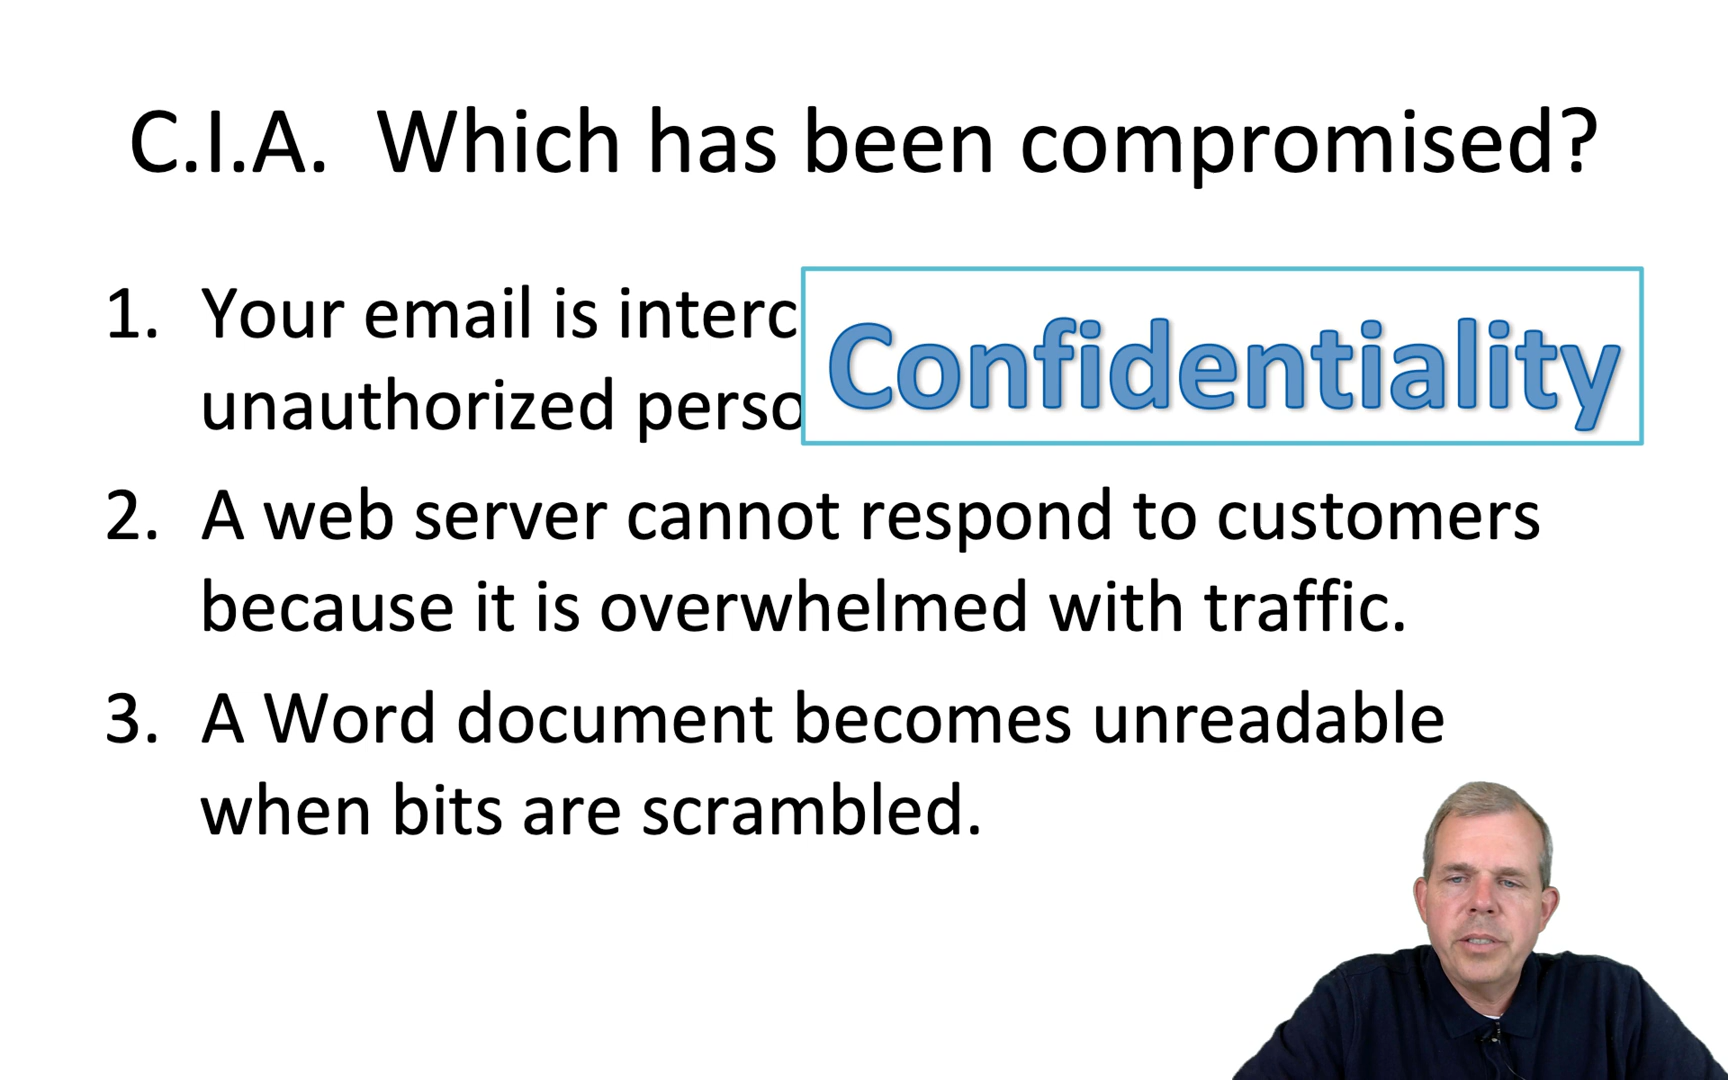 C.I.A. Which has been compromised?
1. Your email is interc
unauthorized perso
Confidentiality
2. A web server cannot respond to customers
because it is overwhelmed with traffic.
3. A Word document becomes unreadable
when bits are scrambled.